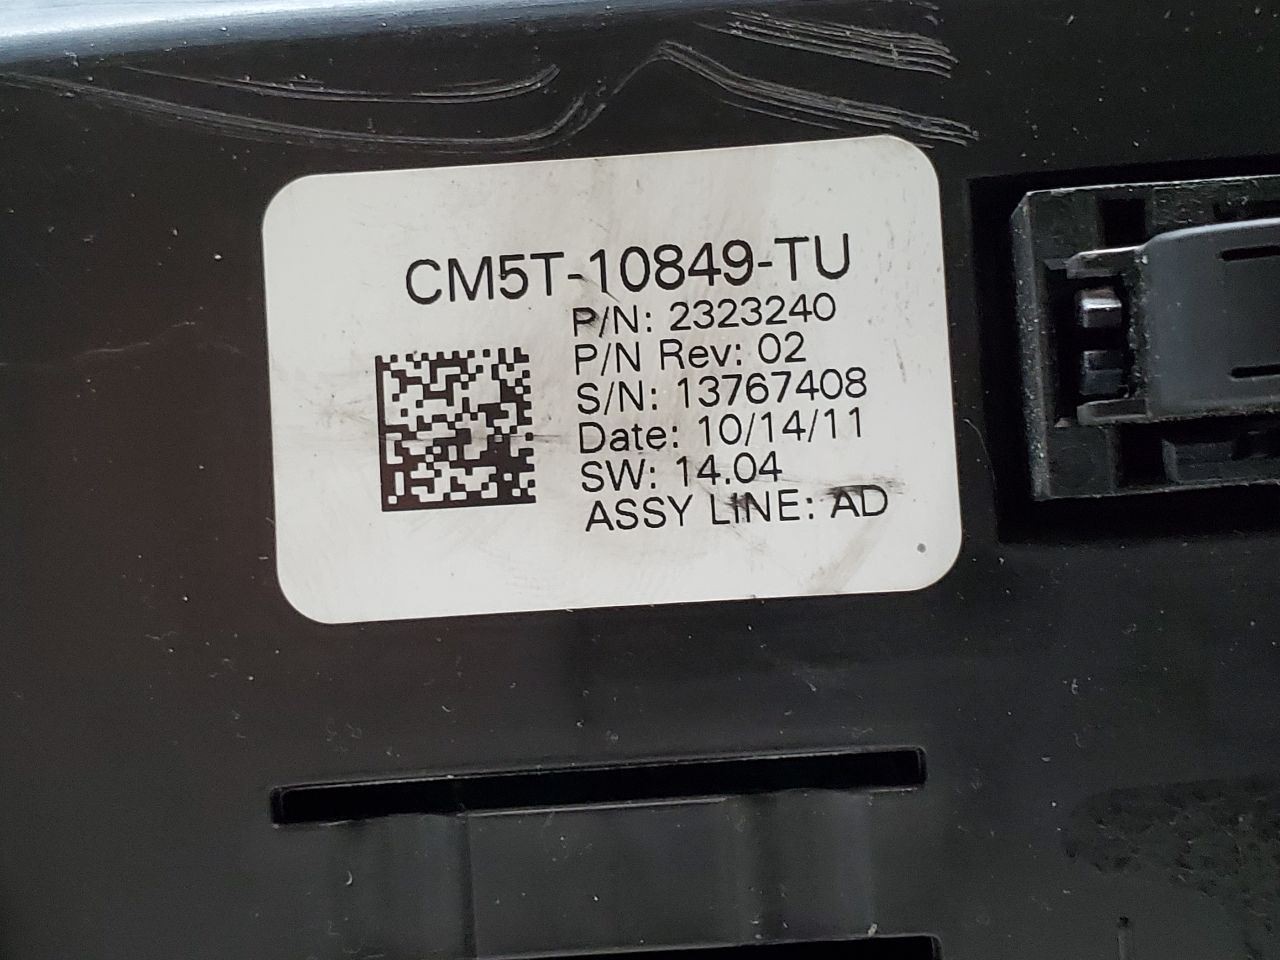 CM5T-10849-TU
P/N: 2323240
P/N Rev: 02
S/N: 13767408
Date: 10/14/11
SW: 14.04
ASSY LINE: AD